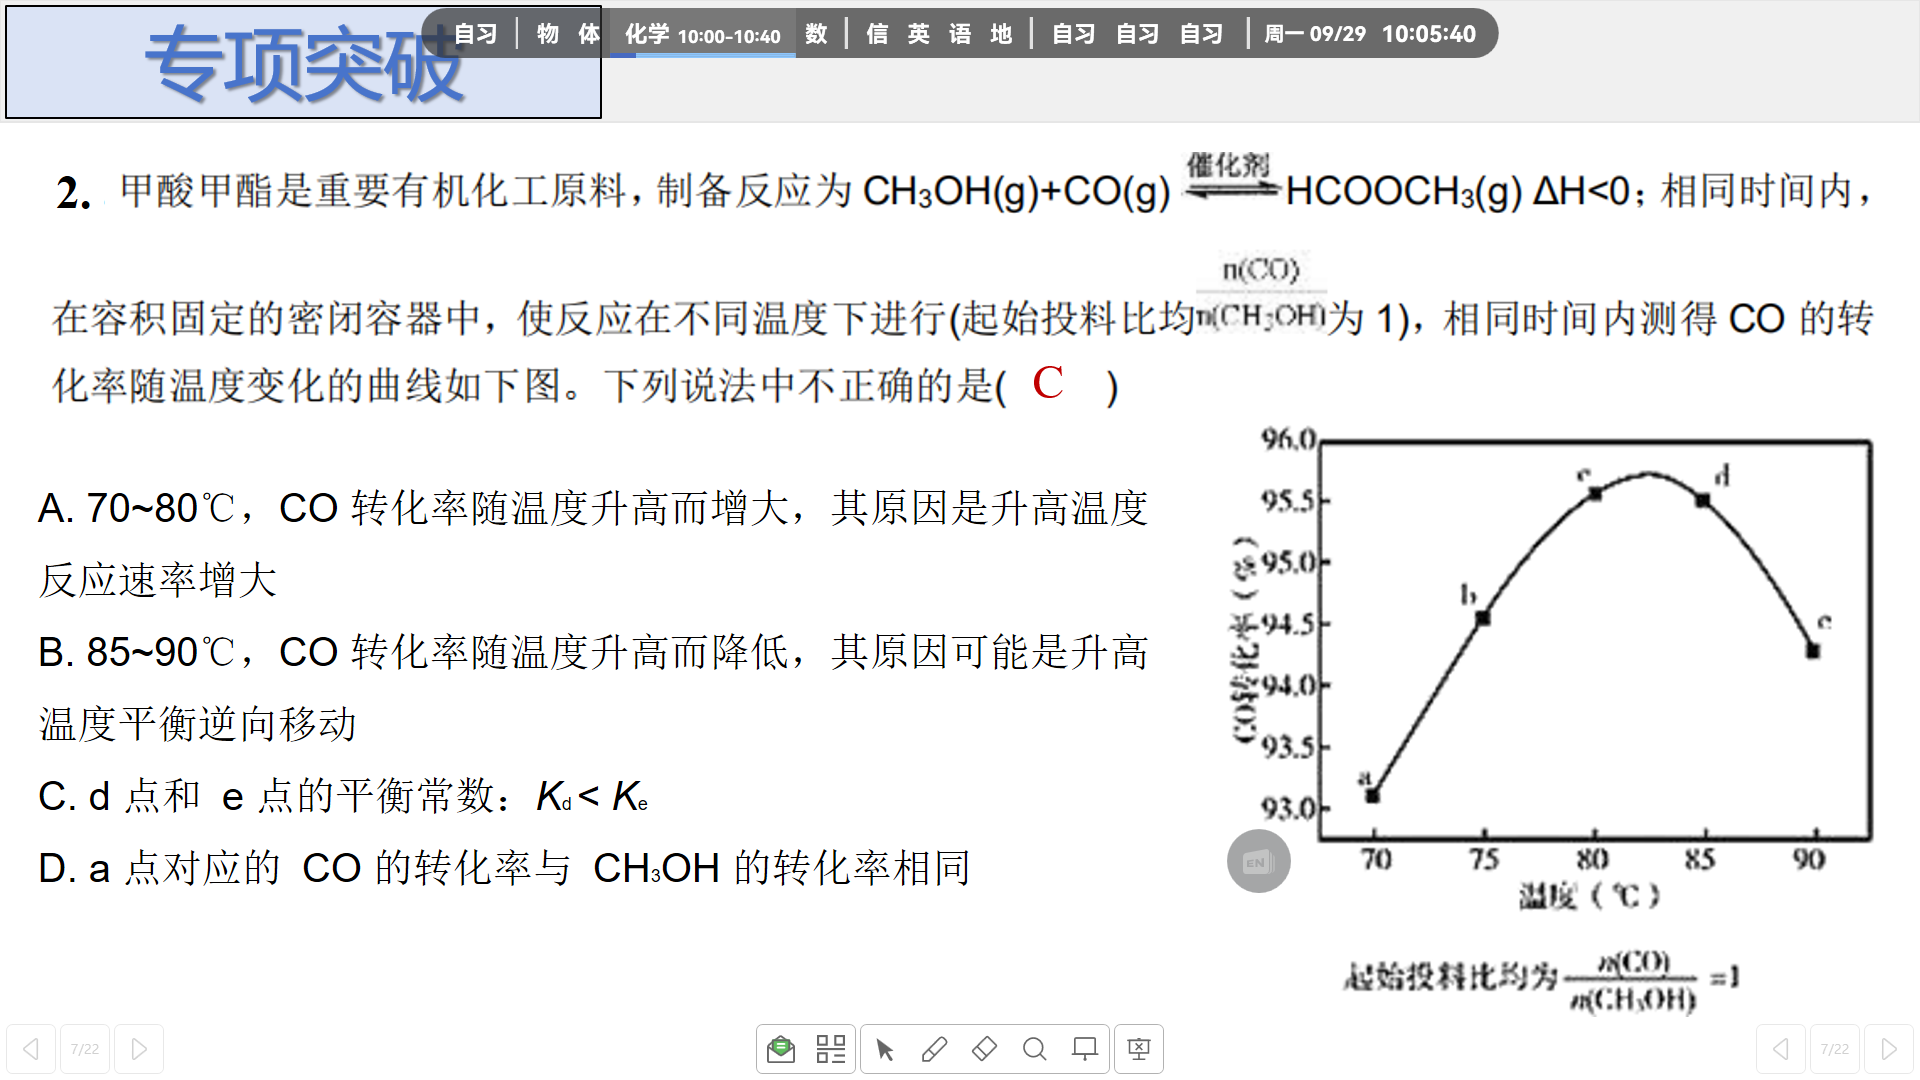 专项突破
自习 | 物 体 化学 10:00-10:40 数 | 信 英 语 地 | 自习 自习 自习 | 周一 09/29 10:05:40
2. 甲酸甲酯是重要有机化工原料，制备反应为 CH₃OH(g)+CO(g) 催化剂⇌ HCOOCH₃(g) ΔH<0；相同时间内，
在容积固定的密闭容器中，使反应在不同温度下进行(起始投料比均 n(CO)/n(CH₃OH) 为 1)，相同时间内测得 CO 的转
化率随温度变化的曲线如下图。下列说法中不正确的是( C )
A. 70~80℃，CO 转化率随温度升高而增大，其原因是升高温度
反应速率增大
B. 85~90℃，CO 转化率随温度升高而降低，其原因可能是升高
温度平衡逆向移动
C. d 点和 e 点的平衡常数：Kd < Ke
D. a 点对应的 CO 的转化率与 CH₃OH 的转化率相同
CO转化率（%）
96.0
95.5
95.0
94.5
94.0
93.5
93.0
a
b
c
d
e
70 75 80 85 90
温度（℃）
起始投料比均为 n(CO)/n(CH₃OH) =1
EN
7/22
7/22